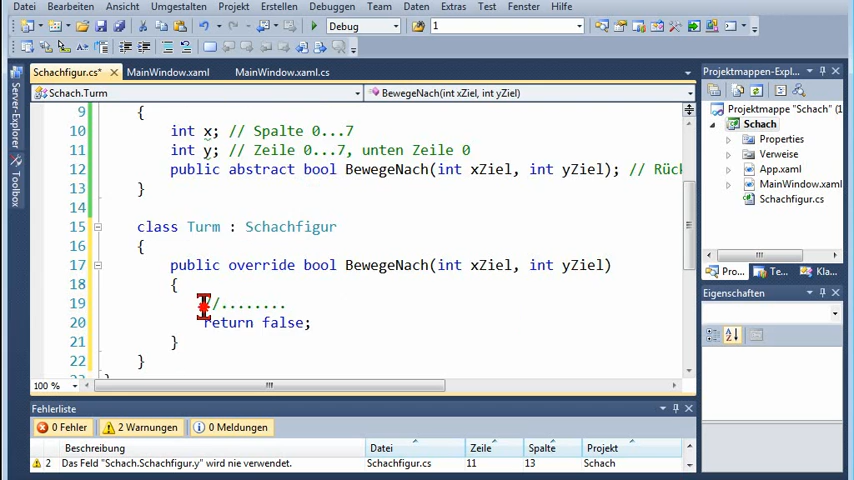 Bearbeiten Ansicht Umgestalten Projekt Erstellen Debuggen Team Daten Extras Test Fenster Hilfe
Debug 1
Schachfigur.cs* MainWindow.xaml MainWindow.xaml.cs
Schach.Turm BewegeNach(int xZiel, int yZiel)
9 {
10 int x; // Spalte 0...7
11 int y; // Zeile 0...7, unten Zeile 0
12 public abstract bool BewegeNach(int xZiel, int yZiel); // Rüc
13 }
14
15 class Turm : Schachfigur
16 {
17 public override bool BewegeNach(int xZiel, int yZiel)
18 {
19 //........
20 return false;
21 }
22 }
100 %
Server-Explorer
Toolbox
Projektmappen-Expl...
Projektmappe "Schach"
Schach
Properties
Verweise
App.xaml
MainWindow.xaml
Schachfigur.cs
Pro... Te... Kla...
Eigenschaften
Fehlerliste
0 Fehler 2 Warnungen 0 Meldungen
Beschreibung Datei Zeile Spalte Projekt
2 Das Feld "Schach.Schachfigur.y" wird nie verwendet. Schachfigur.cs 11 13 Schach